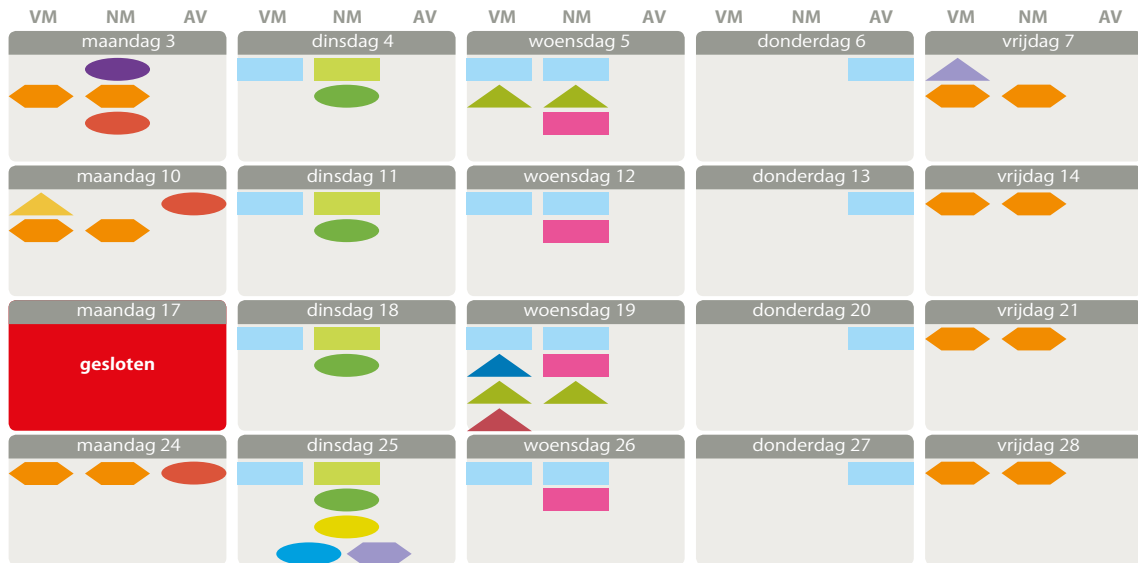 VM NM AV VM NM AV VM NM AV VM NM AV VM NM AV
maandag 3 dinsdag 4 woensdag 5 donderdag 6 vrijdag 7
maandag 10 dinsdag 11 woensdag 12 donderdag 13 vrijdag 14
maandag 17 dinsdag 18 woensdag 19 donderdag 20 vrijdag 21
gesloten
maandag 24 dinsdag 25 woensdag 26 donderdag 27 vrijdag 28